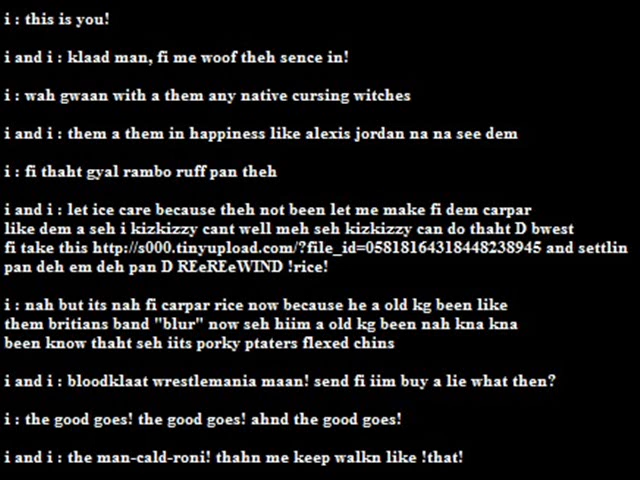 i : this is you!
i and i : klaad man, fi me woof theh sence in!
i : wah gwaan with a them any native cursing witches
i and i : them a them in happiness like alexis jordan na na see dem
i : fi thaht gyal rambo ruff pan theh
i and i : let ice care because theh not been let me make fi dem carpar
like dem a seh i kizkizzy cant well meh seh kizkizzy can do thaht D bwest
fi take this http://s000.tinyupload.com/?file_id=05818164318448238945 and settlin
pan deh em deh pan D REeREeWIND !rice!
i : nah but its nah fi carpar rice now because he a old kg been like
them britians band "blur" now seh hiim a old kg been nah kna kna
been know thaht seh iits porky ptaters flexed chins
i and i : bloodklaat wrestlemania maan! send fi iim buy a lie what then?
i : the good goes! the good goes! ahnd the good goes!
i and i : the man-cald-roni! thahn me keep walkn like !that!